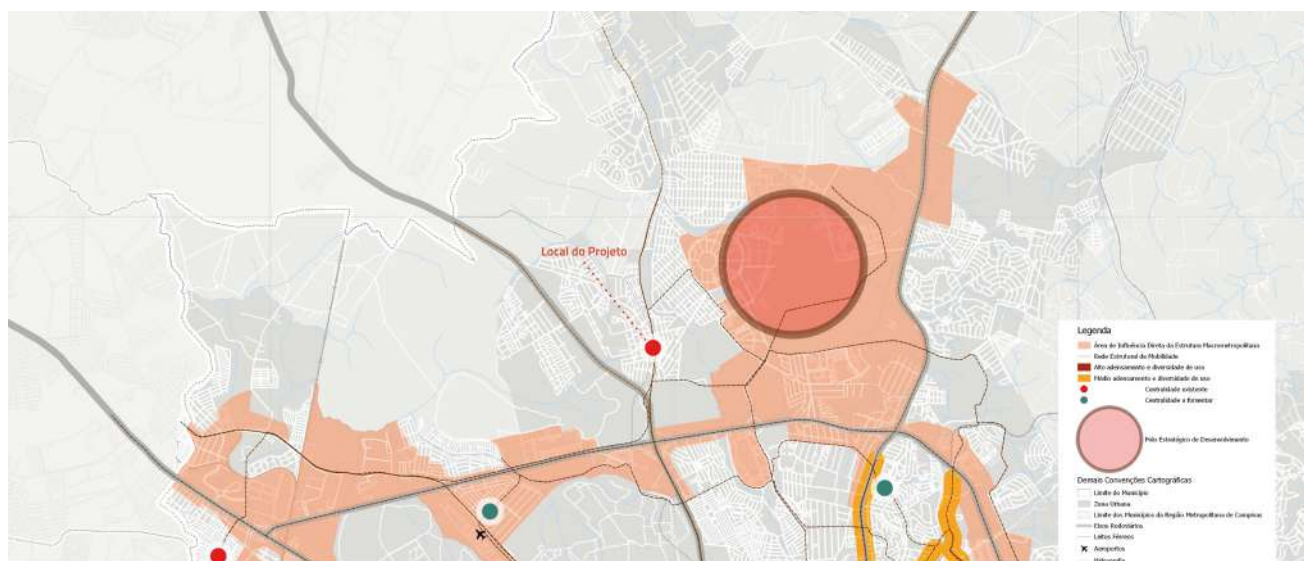 Local do Projeto
Legenda
Área de Influência Direta da Estrutura Macrometropolitana
Rede Estrutural de Mobilidade
Alto adensamento e diversidade de uso
Médio adensamento e diversidade de uso
Centralidade existente
Centralidade a fomentar
Polo Estratégico de Desenvolvimento
Demais Convenções Cartográficas
Limite do Município
Zona Urbana
Limite dos Municípios da Região Metropolitana de Campinas
Eixos Rodoviários
Leitos Férreos
Aeroportos